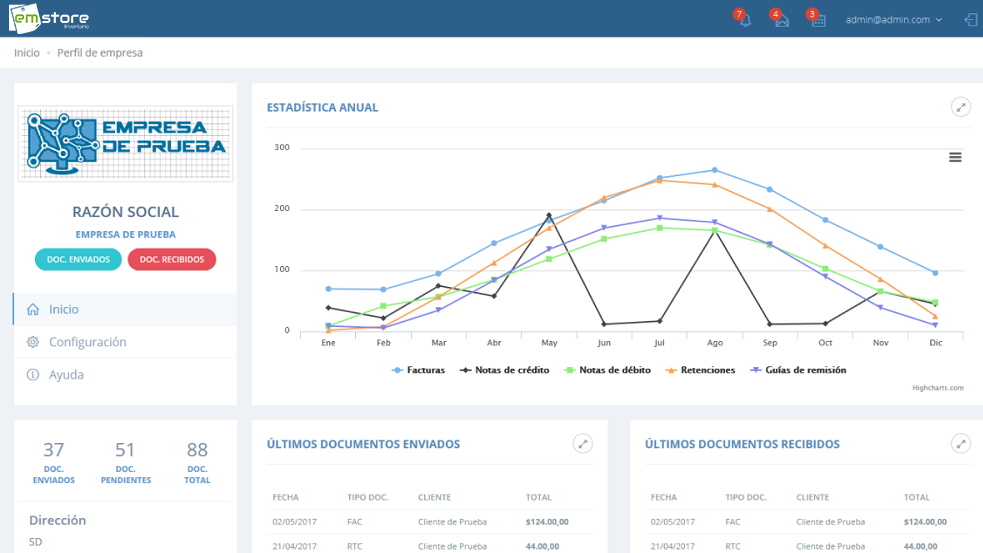 emstore
Inventario
7
4
3
admin@admin.com
Inicio • Perfil de empresa
EMPRESA
DE PRUEBA
RAZÓN SOCIAL
EMPRESA DE PRUEBA
DOC. ENVIADOS
DOC. RECIBIDOS
Inicio
Configuración
Ayuda
ESTADÍSTICA ANUAL
300
200
100
0
Ene Feb Mar Abr May Jun Jul Ago Sep Oct Nov Dic
Facturas Notas de crédito Notas de débito Retenciones Guías de remisión
Highcharts.com
37 51 88
DOC. DOC. DOC.
ENVIADOS PENDIENTES TOTAL
Dirección
SD
ÚLTIMOS DOCUMENTOS ENVIADOS
FECHA TIPO DOC. CLIENTE TOTAL
02/05/2017 FAC Cliente de Prueba $124.00,00
21/04/2017 RTC Cliente de Prueba 44.00,00
ÚLTIMOS DOCUMENTOS RECIBIDOS
FECHA TIPO DOC. CLIENTE TOTAL
02/05/2017 FAC Cliente de Prueba $124.00,00
21/04/2017 RTC Cliente de Prueba 44.00,00